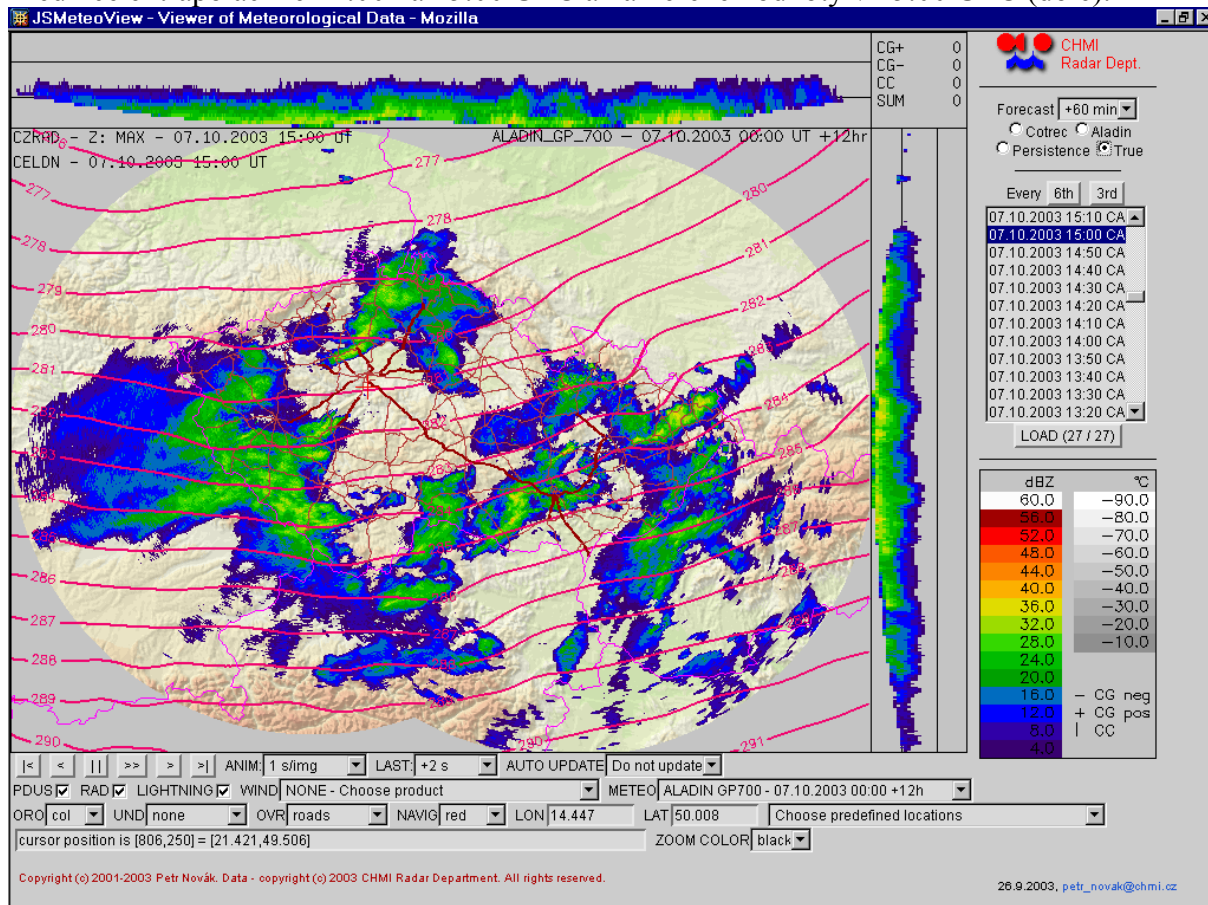 JSMeteoView - Viewer of Meteorological Data - Mozilla
CG+ 0
CG- 0
CC 0
SUM 0
CHMI
Radar Dept.
Forecast +60 min
Cotrec Aladin
Persistence True
Every 6th 3rd
CZRAD - Z: MAX - 07.10.2003 15:00 UT
ALADIN_GP_700 - 07.10.2003 00:00 UT +12hr
CELDN - 07.10.2003 15:00 UT
07.10.2003 15:10 CA
07.10.2003 15:00 CA
07.10.2003 14:50 CA
07.10.2003 14:40 CA
07.10.2003 14:30 CA
07.10.2003 14:20 CA
07.10.2003 14:10 CA
07.10.2003 14:00 CA
07.10.2003 13:50 CA
07.10.2003 13:40 CA
07.10.2003 13:30 CA
07.10.2003 13:20 CA
LOAD (27 / 27)
277
277
278
278
279
279
280
280
281
281
282
282
283
283
284
284
285
285
286
287
287
288
289
290
290
291
dBZ °C
60.0 -90.0
56.0 -80.0
52.0 -70.0
48.0 -60.0
44.0 -50.0
40.0 -40.0
36.0 -30.0
32.0 -20.0
28.0 -10.0
24.0
20.0
16.0 - CG neg
12.0 + CG pos
8.0 | CC
4.0
|< < || >> > >| ANIM: 1 s/img LAST: +2 s AUTO UPDATE Do not update
PDUS RAD LIGHTNING WIND NONE - Choose product METEO ALADIN GP700 - 07.10.2003 00:00 +12h
ORO col UND none OVR roads NAVIG red LON 14.447 LAT 50.008 Choose predefined locations
cursor position is [806,250] = [21.421,49.506] ZOOM COLOR black
Copyright (c) 2001-2003 Petr Novák. Data - copyright (c) 2003 CHMI Radar Department. All rights reserved.
26.9.2003, petr_novak@chmi.cz